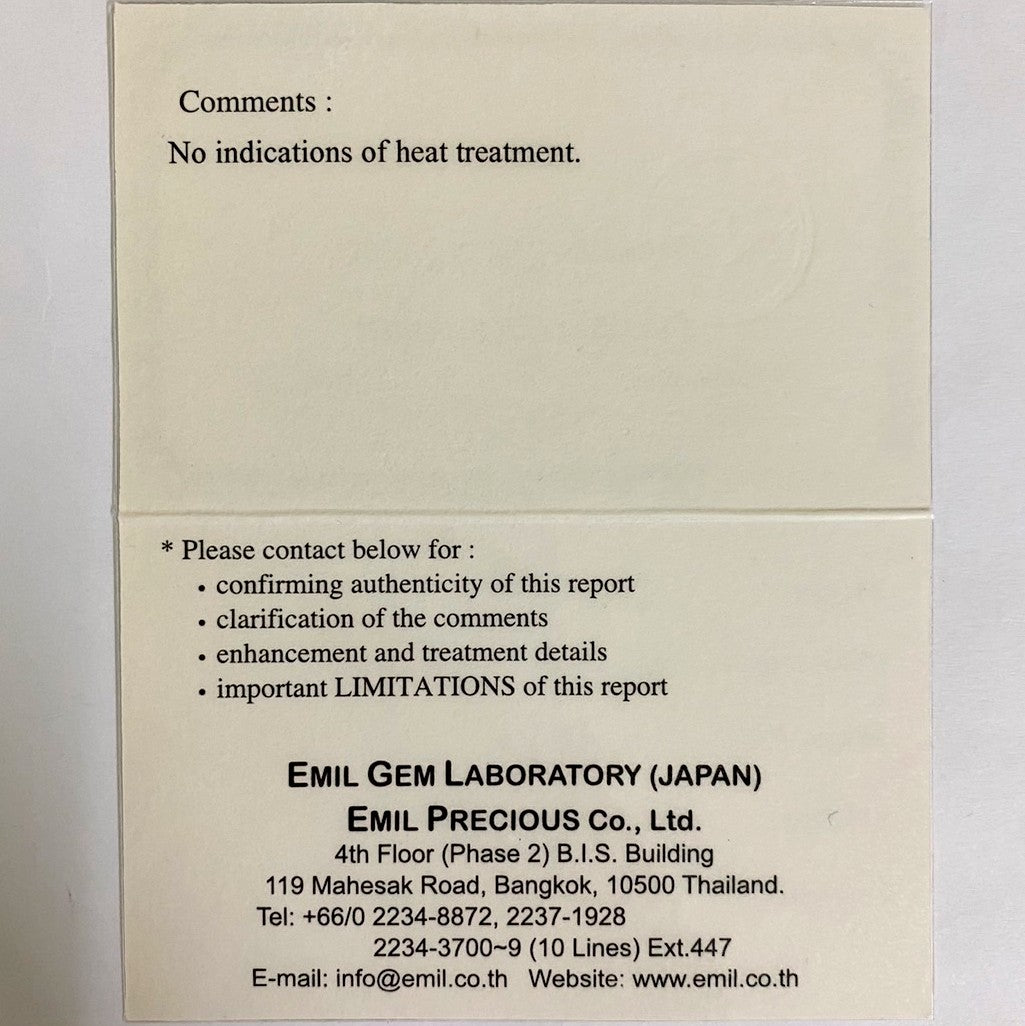 Comments :
No indications of heat treatment.
* Please contact below for :
• confirming authenticity of this report
• clarification of the comments
• enhancement and treatment details
• important LIMITATIONS of this report
EMIL GEM LABORATORY (JAPAN)
EMIL PRECIOUS Co., Ltd.
4th Floor (Phase 2) B.I.S. Building
119 Mahesak Road, Bangkok, 10500 Thailand.
Tel: +66/0 2234-8872, 2237-1928
2234-3700~9 (10 Lines) Ext.447
E-mail: info@emil.co.th Website: www.emil.co.th